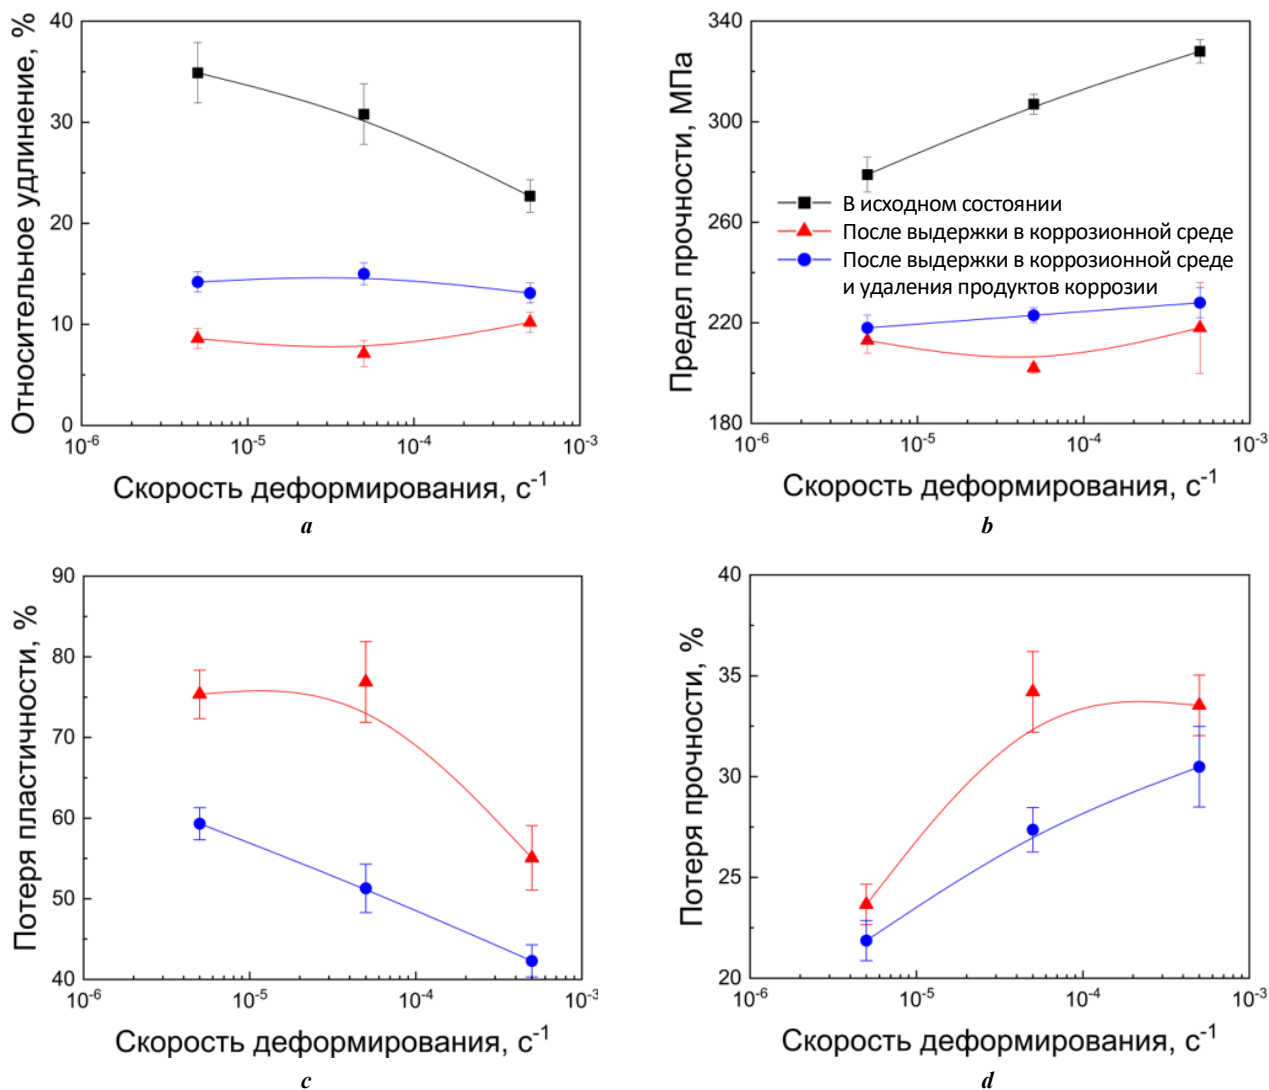 Относительное удлинение, %
40
30
20
10
0
10⁻⁶
10⁻⁵
10⁻⁴
10⁻³
Скорость деформирования, с⁻¹
a
Предел прочности, МПа
340
300
260
220
180
В исходном состоянии
После выдержки в коррозионной среде
После выдержки в коррозионной среде
и удаления продуктов коррозии
10⁻⁶
10⁻⁵
10⁻⁴
10⁻³
Скорость деформирования, с⁻¹
b
Потеря пластичности, %
90
80
70
60
50
40
10⁻⁶
10⁻⁵
10⁻⁴
10⁻³
Скорость деформирования, с⁻¹
c
Потеря прочности, %
40
35
30
25
20
10⁻⁶
10⁻⁵
10⁻⁴
10⁻³
Скорость деформирования, с⁻¹
d